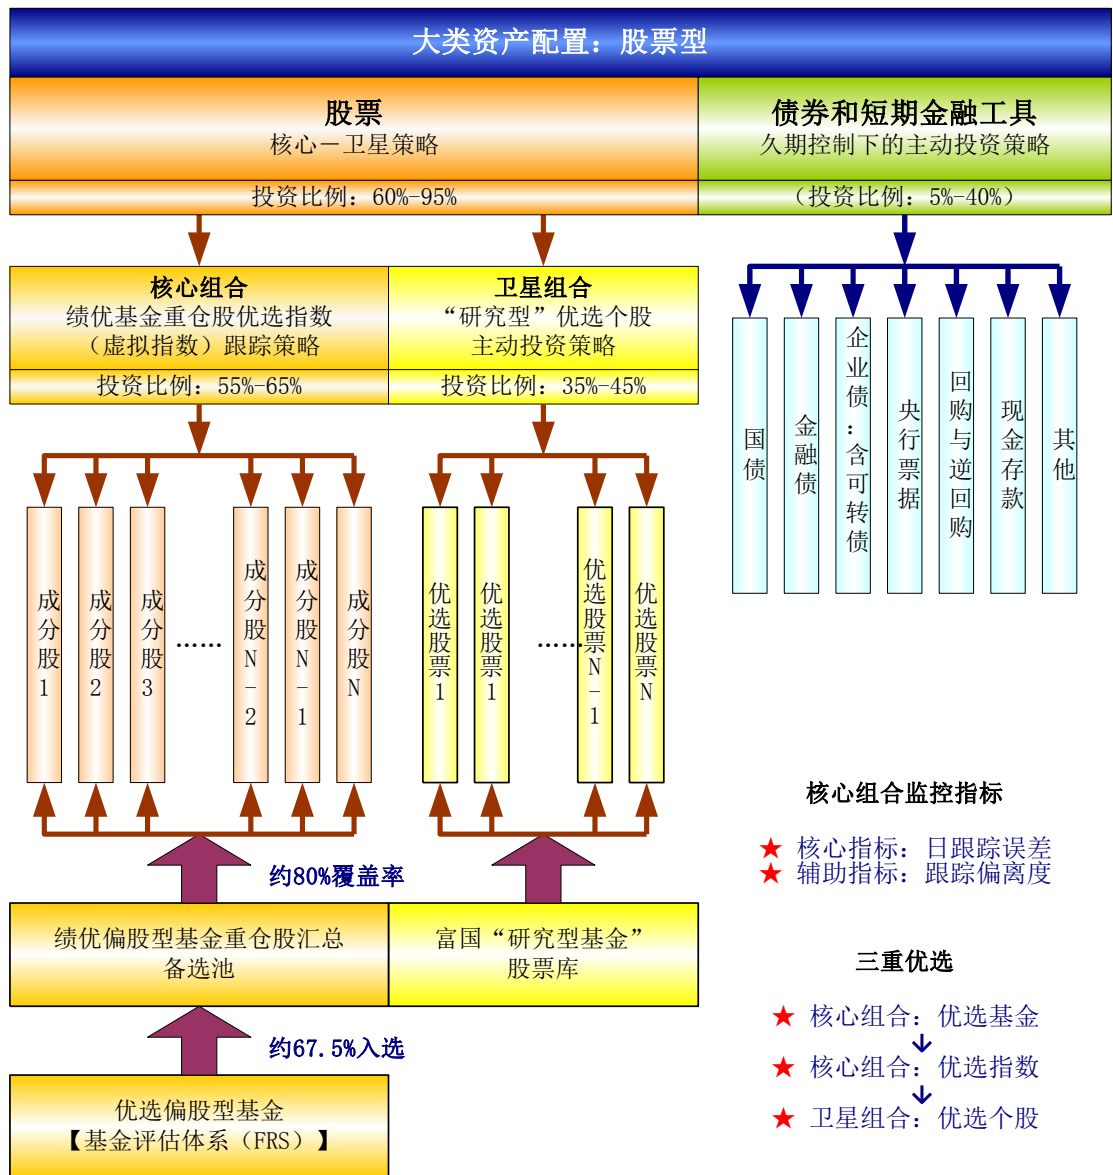 大类资产配置：股票型
股票
核心－卫星策略
投资比例：60%-95%
债券和短期金融工具
久期控制下的主动投资策略
（投资比例：5%-40%）
核心组合
绩优基金重仓股优选指数
（虚拟指数）跟踪策略
投资比例：55%-65%
卫星组合
“研究型”优选个股
主动投资策略
投资比例：35%-45%
国债
金融债
企业债：含可转债
央行票据
回购与逆回购
现金存款
其他
成分股1
成分股2
成分股3
……
成分股N-2
成分股N-1
成分股N
优选股票1
优选股票1
……
优选股票N-1
优选股票N
约80%覆盖率
绩优偏股型基金重仓股汇总
备选池
富国“研究型基金”
股票库
约67.5%入选
优选偏股型基金
【基金评估体系（FRS）】
核心组合监控指标
★ 核心指标：日跟踪误差
★ 辅助指标：跟踪偏离度
三重优选
★ 核心组合：优选基金
↓
★ 核心组合：优选指数
↓
★ 卫星组合：优选个股